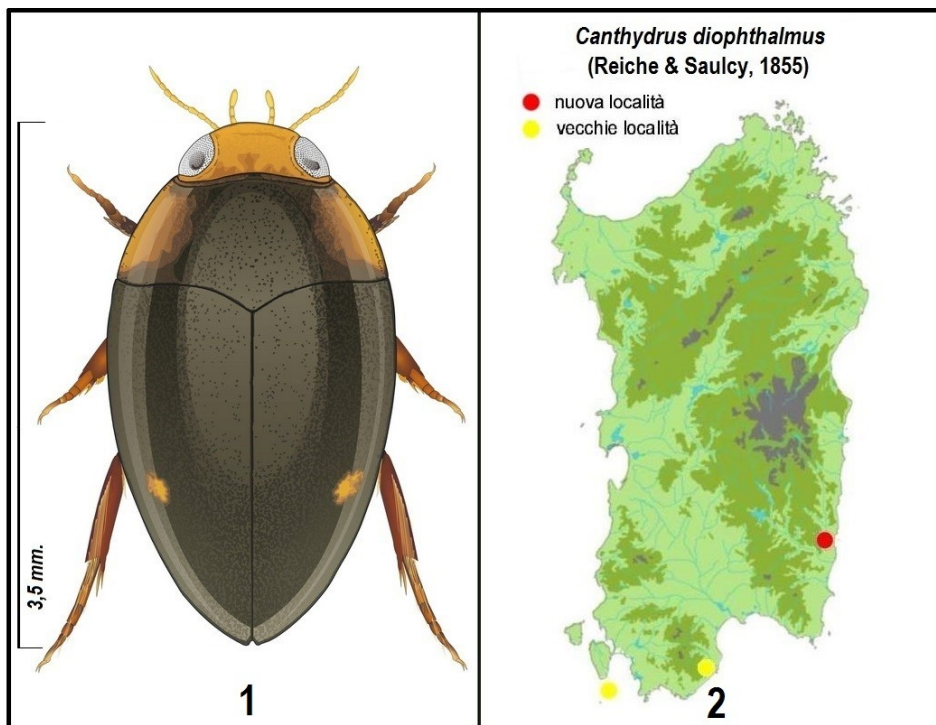 3,5 mm.
1
Canthydrus diophthalmus
(Reiche & Saulcy, 1855)
nuova località
vecchie località
2